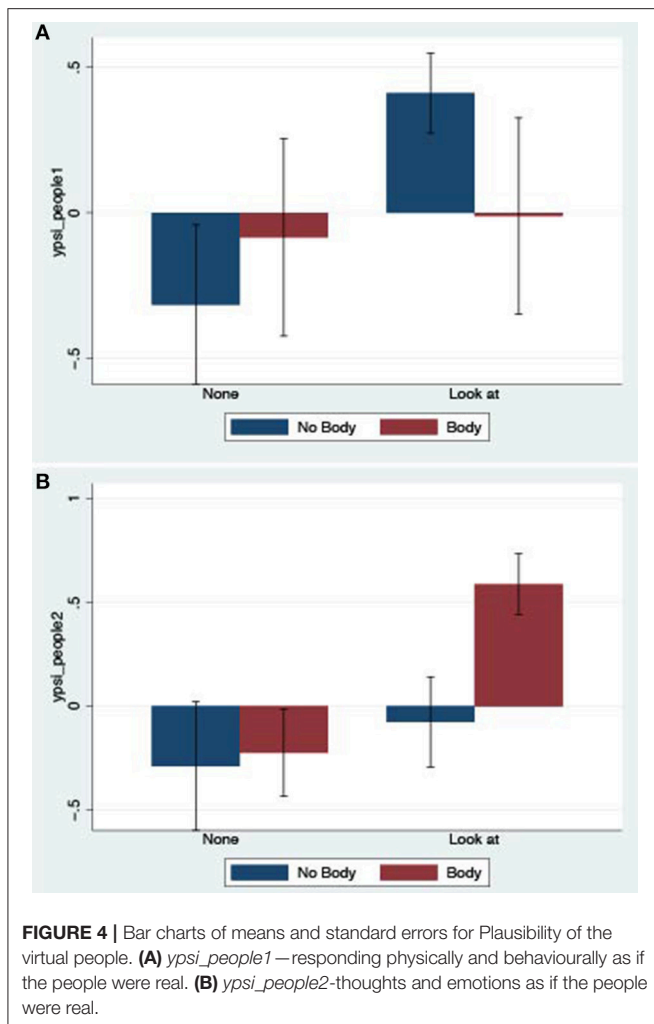 A
.5
0
-.5
ypsi_people1
None Look at
No Body Body
B
1
.5
0
-.5
ypsi_people2
None Look at
No Body Body
FIGURE 4 | Bar charts of means and standard errors for Plausibility of the
virtual people. (A) ypsi_people1—responding physically and behaviourally as if
the people were real. (B) ypsi_people2-thoughts and emotions as if the people
were real.